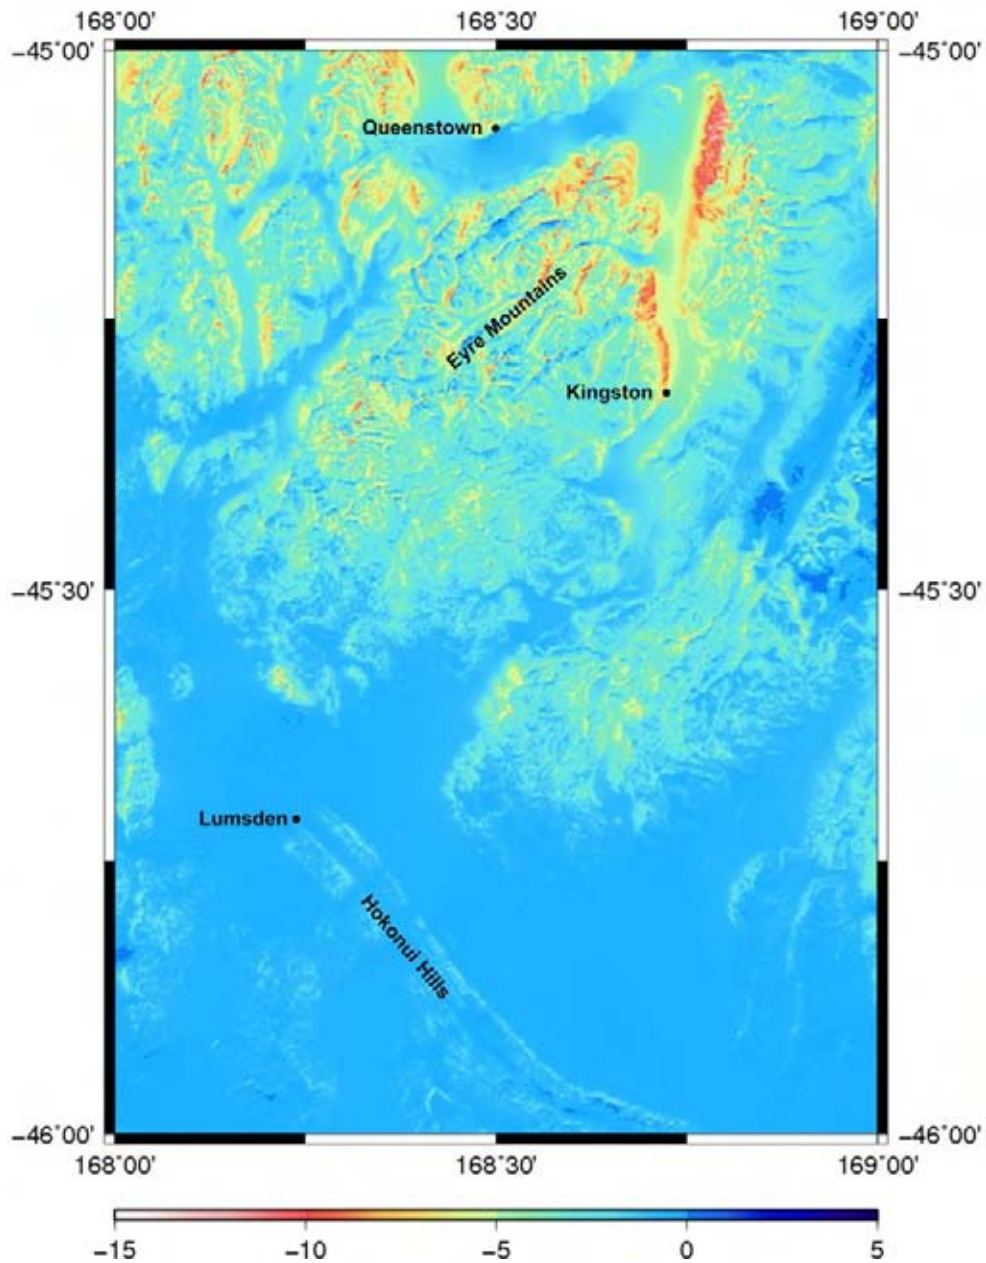 168˚00' 168˚30' 169˚00'
−45˚00' −45˚00'
Queenstown
Eyre Mountains
Kingston
−45˚30' −45˚30'
Lumsden
Hokonui Hills
−46˚00' −46˚00'
168˚00' 168˚30' 169˚00'
−15 −10 −5 0 5